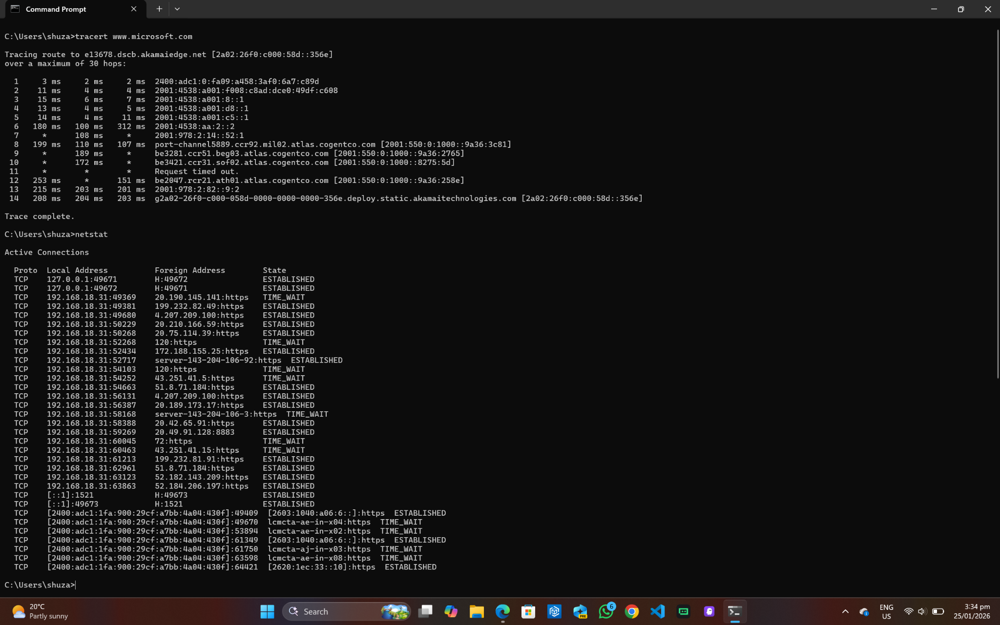 Command Prompt
C:\Users\shuza>tracert www.microsoft.com
Tracing route to e13678.dscb.akamaiedge.net [2a02:26f0:c000:58d::356e]
over a maximum of 30 hops:
1 3 ms 2 ms 2 ms 2400:adc1:0:fa09:a458:3af0:6a7:c89d
2 11 ms 4 ms 4 ms 2001:4538:a001:f008:c8ad:dce0:49df:c608
3 15 ms 6 ms 7 ms 2001:4538:a001:8::1
4 13 ms 4 ms 5 ms 2001:4538:a001:d8::1
5 14 ms 4 ms 11 ms 2001:4538:a001:c5::1
6 180 ms 100 ms 312 ms 2001:4538:aa:2::2
7 * 108 ms * 2001:978:2:14::52:1
8 199 ms 110 ms 107 ms port-channel5889.ccr92.mil02.atlas.cogentco.com [2001:550:0:1000::9a36:3c81]
9 * 189 ms * be3281.ccr51.beg03.atlas.cogentco.com [2001:550:0:1000::9a36:2765]
10 * 172 ms * be3421.ccr31.sof02.atlas.cogentco.com [2001:550:0:1000::8275:5d]
11 * * * Request timed out.
12 253 ms * 151 ms be2047.rcr21.ath01.atlas.cogentco.com [2001:550:0:1000::9a36:258e]
13 215 ms 203 ms 201 ms 2001:978:2:82::9:2
14 208 ms 204 ms 203 ms g2a02-26f0-c000-058d-0000-0000-0000-356e.deploy.static.akamaitechnologies.com [2a02:26f0:c000:58d::356e]
Trace complete.
C:\Users\shuza>netstat
Active Connections
Proto Local Address Foreign Address State
TCP 127.0.0.1:49671 H:49672 ESTABLISHED
TCP 127.0.0.1:49672 H:49671 ESTABLISHED
TCP 192.168.18.31:49369 20.190.145.141:https TIME_WAIT
TCP 192.168.18.31:49381 199.232.82.49:https ESTABLISHED
TCP 192.168.18.31:49680 4.207.209.100:https ESTABLISHED
TCP 192.168.18.31:50229 20.210.166.59:https ESTABLISHED
TCP 192.168.18.31:50268 20.75.114.39:https ESTABLISHED
TCP 192.168.18.31:52268 120:https TIME_WAIT
TCP 192.168.18.31:52434 172.188.155.25:https ESTABLISHED
TCP 192.168.18.31:52717 server-143-204-106-92:https ESTABLISHED
TCP 192.168.18.31:54103 120:https TIME_WAIT
TCP 192.168.18.31:54252 43.251.41.5:https TIME_WAIT
TCP 192.168.18.31:54663 51.8.71.184:https ESTABLISHED
TCP 192.168.18.31:56131 4.207.209.100:https ESTABLISHED
TCP 192.168.18.31:56387 20.189.173.17:https ESTABLISHED
TCP 192.168.18.31:58168 server-143-204-106-3:https TIME_WAIT
TCP 192.168.18.31:58388 20.42.65.91:https ESTABLISHED
TCP 192.168.18.31:59269 20.49.91.128:8883 ESTABLISHED
TCP 192.168.18.31:60045 72:https TIME_WAIT
TCP 192.168.18.31:60463 43.251.41.15:https TIME_WAIT
TCP 192.168.18.31:61213 199.232.81.91:https ESTABLISHED
TCP 192.168.18.31:62961 51.8.71.184:https ESTABLISHED
TCP 192.168.18.31:63123 52.182.143.209:https ESTABLISHED
TCP 192.168.18.31:63863 52.184.206.197:https ESTABLISHED
TCP [::1]:1521 H:49673 ESTABLISHED
TCP [::1]:49673 H:1521 ESTABLISHED
TCP [2400:adc1:1fa:900:29cf:a7bb:4a04:430f]:49409 [2603:1040:a06:6::]:https ESTABLISHED
TCP [2400:adc1:1fa:900:29cf:a7bb:4a04:430f]:49670 lcmcta-ae-in-x04:https TIME_WAIT
TCP [2400:adc1:1fa:900:29cf:a7bb:4a04:430f]:53894 lcmcta-ae-in-x02:https TIME_WAIT
TCP [2400:adc1:1fa:900:29cf:a7bb:4a04:430f]:61349 [2603:1040:a06:6::]:https ESTABLISHED
TCP [2400:adc1:1fa:900:29cf:a7bb:4a04:430f]:61750 lcmcta-aj-in-x03:https TIME_WAIT
TCP [2400:adc1:1fa:900:29cf:a7bb:4a04:430f]:63598 lcmcta-ae-in-x08:https TIME_WAIT
TCP [2400:adc1:1fa:900:29cf:a7bb:4a04:430f]:64421 [2620:1ec:33::10]:https ESTABLISHED
C:\Users\shuza>
20°C
Partly sunny
Search
PRE
6
ENG
US
3:34 pm
25/01/2026